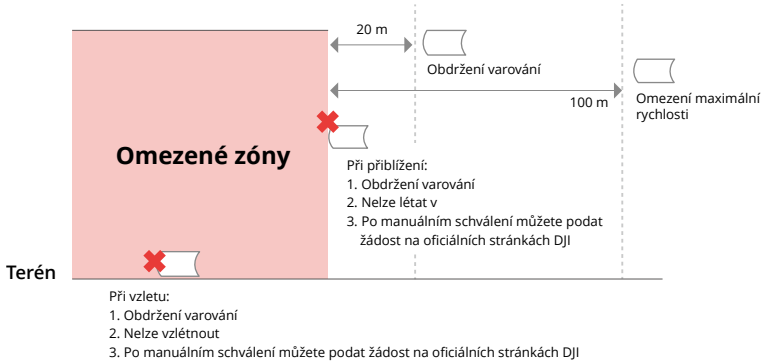 20 m
Obdržení varování
100 m
Omezení maximální
rychlosti
Omezené zóny
Při přiblížení:
1. Obdržení varování
2. Nelze létat v
3. Po manuálním schválení můžete podat
žádost na oficiálních stránkách DJI
Terén
Při vzletu:
1. Obdržení varování
2. Nelze vzlétnout
3. Po manuálním schválení můžete podat žádost na oficiálních stránkách DJI